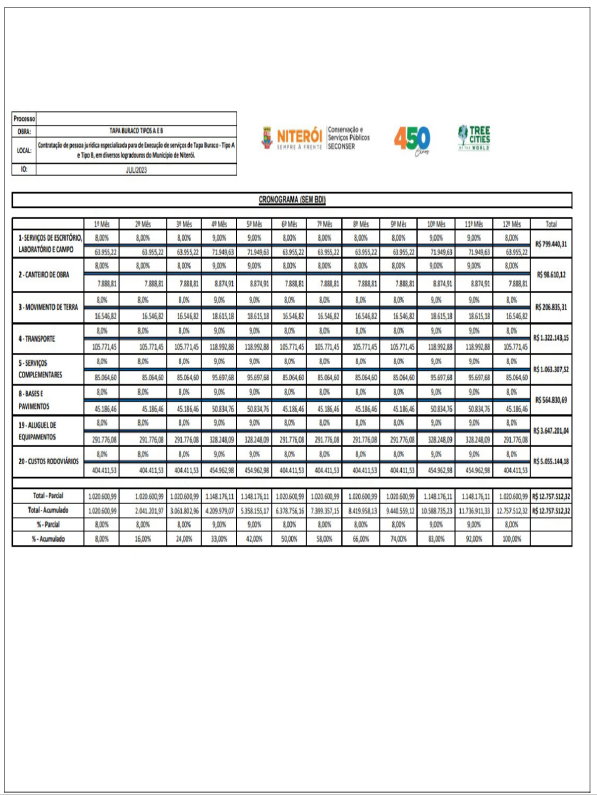 Processo
OBRA: TAPA BURACO TIPOS A E B
LOCAL: Contratação de pessoa jurídica especializada para de Execução de serviços de Tapa Buraco - Tipo A
e Tipo B, em diversos logradouros do Município de Niterói.
IO: JUL/2023
NITERÓI
SEMPRE À FRENTE
Conservação e
Serviços Públicos
SECONSER
450
TREE
CITIES
OF THE WORLD
CRONOGRAMA (SEM BDI)
1º Mês 2º Mês 3º Mês 4º Mês 5º Mês 6º Mês 7º Mês 8º Mês 9º Mês 10º Mês 11º Mês 12º Mês Total
1- SERVIÇOS DE ESCRITÓRIO, LABORATÓRIO E CAMPO 8,00% 8,00% 8,00% 9,00% 9,00% 8,00% 8,00% 8,00% 8,00% 9,00% 9,00% 8,00% R$ 799.440,31
63.955,22 63.955,22 63.955,22 71.949,63 71.949,63 63.955,22 63.955,22 63.955,22 63.955,22 71.949,63 71.949,63 63.955,22
2 - CANTEIRO DE OBRA 8,00% 8,00% 8,00% 9,00% 9,00% 8,00% 8,00% 8,00% 8,00% 9,00% 9,00% 8,00% R$ 98.610,12
7.888,81 7.888,81 7.888,81 8.874,91 8.874,91 7.888,81 7.888,81 7.888,81 7.888,81 8.874,91 8.874,91 7.888,81
3 - MOVIMENTO DE TERRA 8,0% 8,0% 8,0% 9,0% 9,0% 8,0% 8,0% 8,0% 8,0% 9,0% 9,0% 8,0% R$ 206.835,31
16.546,82 16.546,82 16.546,82 18.615,18 18.615,18 16.546,82 16.546,82 16.546,82 16.546,82 18.615,18 18.615,18 16.546,82
4 - TRANSPORTE 8,0% 8,0% 8,0% 9,0% 9,0% 8,0% 8,0% 8,0% 8,0% 9,0% 9,0% 8,0% R$ 1.322.143,15
105.771,45 105.771,45 105.771,45 118.992,88 118.992,88 105.771,45 105.771,45 105.771,45 105.771,45 118.992,88 118.992,88 105.771,45
5 - SERVIÇOS COMPLEMENTARES 8,0% 8,0% 8,0% 9,0% 9,0% 8,0% 8,0% 8,0% 8,0% 9,0% 9,0% 8,0% R$ 1.063.307,52
85.064,60 85.064,60 85.064,60 95.697,68 95.697,68 85.064,60 85.064,60 85.064,60 85.064,60 95.697,68 95.697,68 85.064,60
8 - BASES E PAVIMENTOS 8,0% 8,0% 8,0% 9,0% 9,0% 8,0% 8,0% 8,0% 8,0% 9,0% 9,0% 8,0% R$ 564.830,69
45.186,46 45.186,46 45.186,46 50.834,76 50.834,76 45.186,46 45.186,46 45.186,46 45.186,46 50.834,76 50.834,76 45.186,46
19 - ALUGUEL DE EQUIPAMENTOS 8,0% 8,0% 8,0% 9,0% 9,0% 8,0% 8,0% 8,0% 8,0% 9,0% 9,0% 8,0% R$ 3.647.201,04
291.776,08 291.776,08 291.776,08 328.248,09 328.248,09 291.776,08 291.776,08 291.776,08 291.776,08 328.248,09 328.248,09 291.776,08
20 - CUSTOS RODOVIÁRIOS 8,0% 8,0% 8,0% 9,0% 9,0% 8,0% 8,0% 8,0% 8,0% 9,0% 9,0% 8,0% R$ 5.055.144,18
404.411,53 404.411,53 404.411,53 454.962,98 454.962,98 404.411,53 404.411,53 404.411,53 404.411,53 454.962,98 454.962,98 404.411,53
Total - Parcial 1.020.600,99 1.020.600,99 1.020.600,99 1.148.176,11 1.148.176,11 1.020.600,99 1.020.600,99 1.020.600,99 1.020.600,99 1.148.176,11 1.148.176,11 1.020.600,99 R$ 12.757.512,32
Total - Acumulado 1.020.600,99 2.041.201,97 3.061.802,96 4.209.979,07 5.358.155,17 6.378.756,16 7.399.357,15 8.419.958,13 9.440.559,12 10.588.735,23 11.736.911,33 12.757.512,32 R$ 12.757.512,32
% - Parcial 8,00% 8,00% 8,00% 9,00% 9,00% 8,00% 8,00% 8,00% 8,00% 9,00% 9,00% 8,00%
% - Acumulado 8,00% 16,00% 24,00% 33,00% 42,00% 50,00% 58,00% 66,00% 74,00% 83,00% 92,00% 100,00%